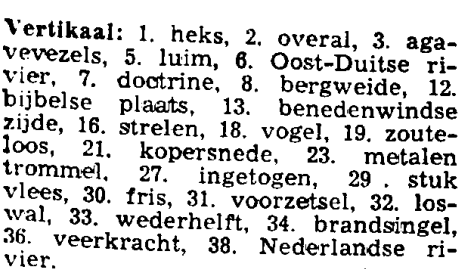 Vertikaal: 1. heks, 2. overal, 3. aga-
vevezels, 5. luim, 6. Oost-Duitse ri-
vier, 7. doctrine, 8. bergweide, 12.
bijbelse plaats, 13. benedenwindse
zijde, 16. strelen, 18. vogel, 19. zoute-
loos, 21. kopersnede, 23. metalen
trommel, 27. ingetogen, 29 . stuk
vlees, 30. fris, 31. voorzetsel, 32. los-
wal, 33. wederhelft, 34. brandsingel,
36. veerkracht, 38. Nederlandse ri-
vier.